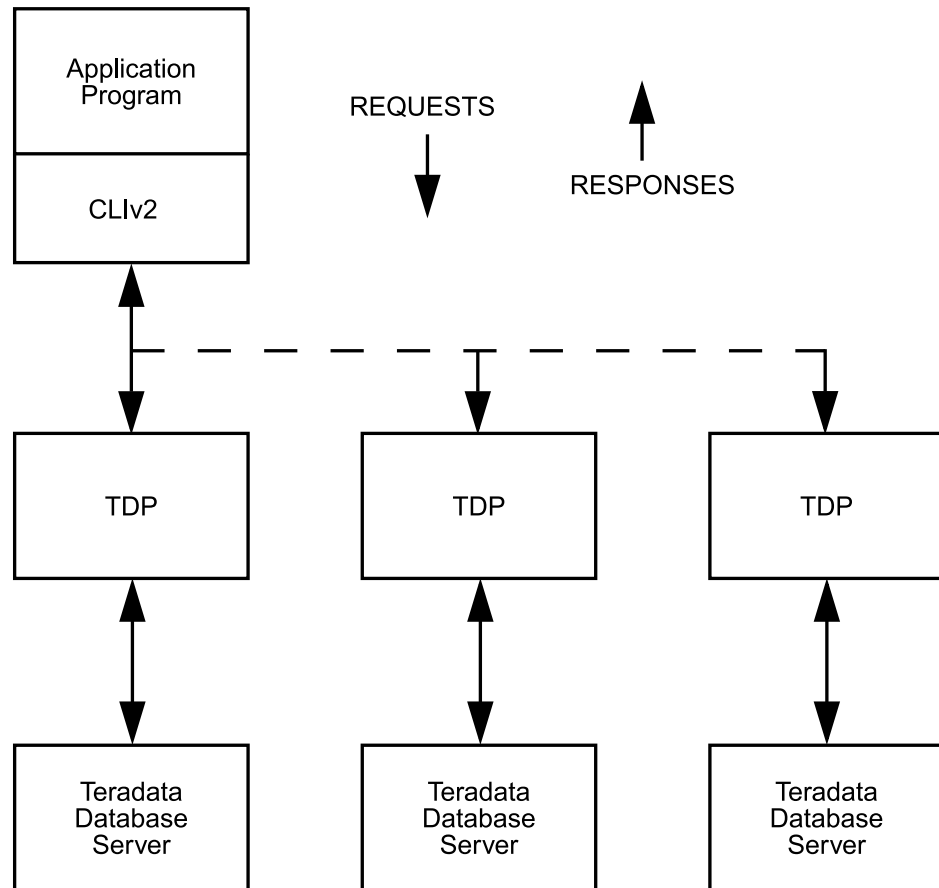 Application
Program
REQUESTS
RESPONSES
CLIv2
TDP
TDP
TDP
Teradata
Database
Server
Teradata
Database
Server
Teradata
Database
Server